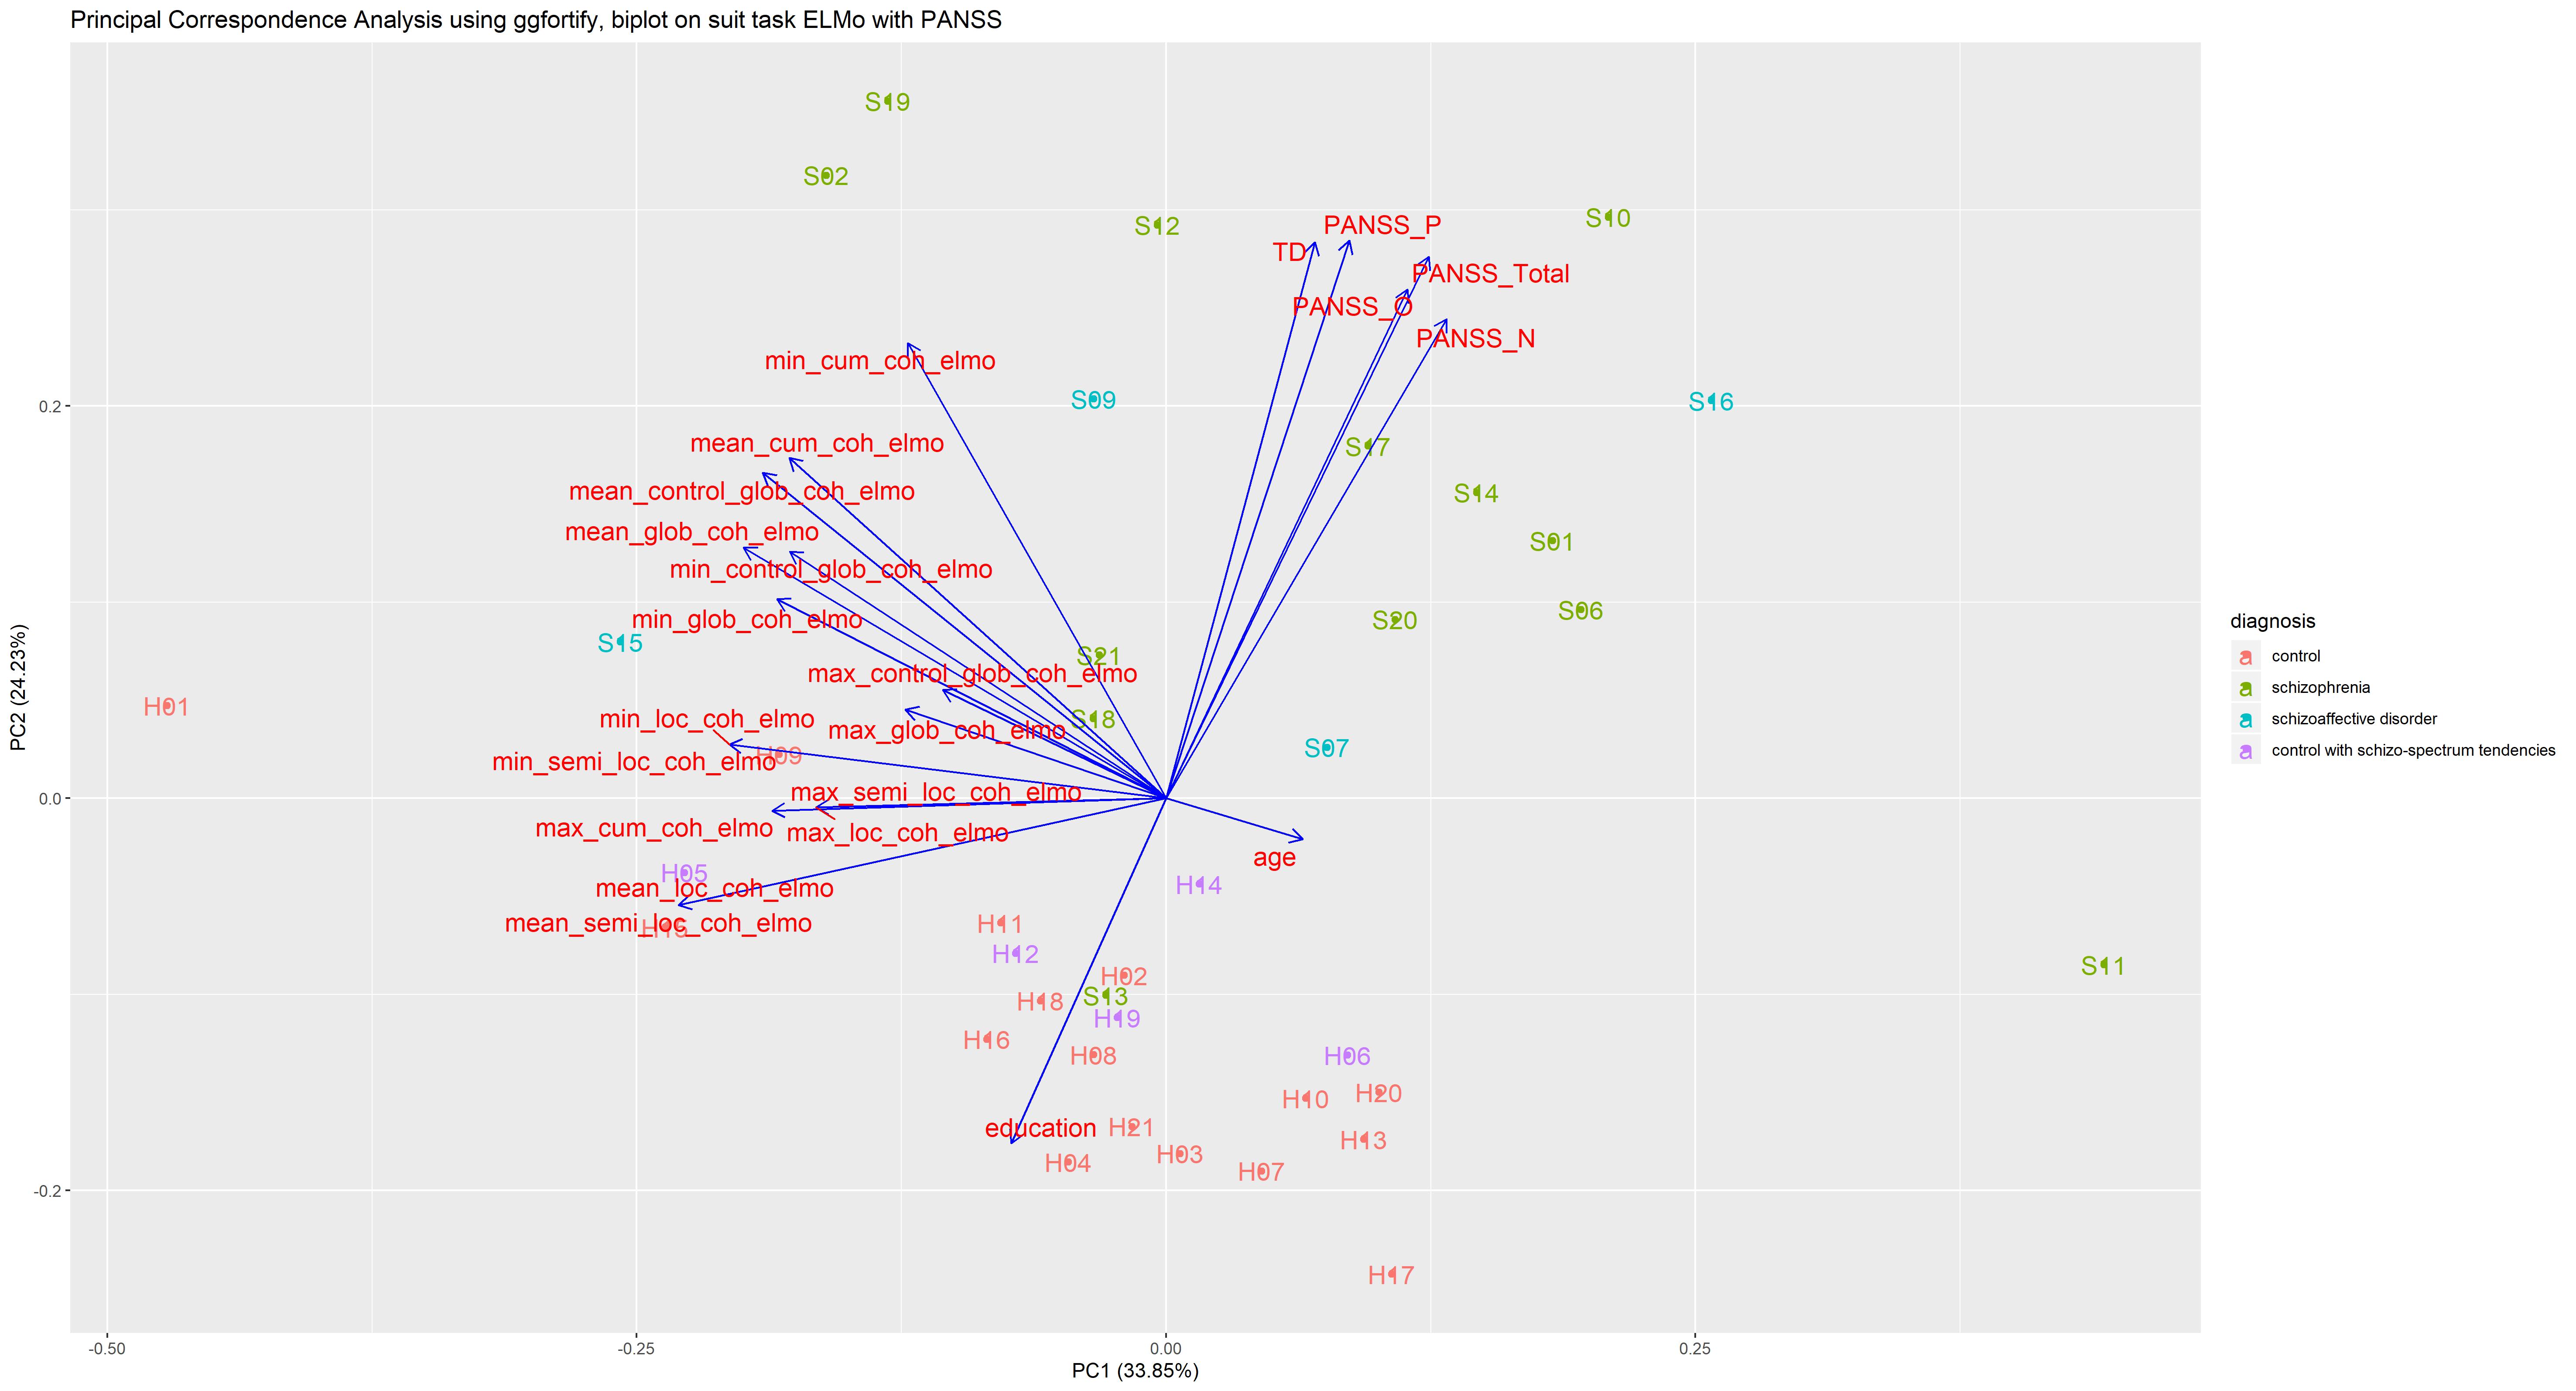 Principal Correspondence Analysis using ggfortify, biplot on suit task ELMo with PANSS
S19
S02
S12
S10
PANSS_P
TD
PANSS_Total
PANSS_O
PANSS_N
min_cum_coh_elmo
S09
S16
mean_cum_coh_elmo
S17
mean_control_glob_coh_elmo
S14
mean_glob_coh_elmo
S01
min_control_glob_coh_elmo
min_glob_coh_elmo
S20
S06
S15
S21
max_control_glob_coh_elmo
H01
min_loc_coh_elmo
S18
max_glob_coh_elmo
S07
min_semi_loc_coh_elmo
H09
max_semi_loc_coh_elmo
max_cum_coh_elmo
max_loc_coh_elmo
age
H05
mean_loc_coh_elmo
H14
mean_semi_loc_coh_elmo
H15
H11
H12
S11
H02
H18
S13
H19
H16
H08
H06
H10
H20
education
H21
H13
H04
H03
H07
H17
0.2
0.0
-0.2
PC2 (24.23%)
-0.50
-0.25
0.00
0.25
PC1 (33.85%)
diagnosis
a control
a schizophrenia
a schizoaffective disorder
a control with schizo-spectrum tendencies